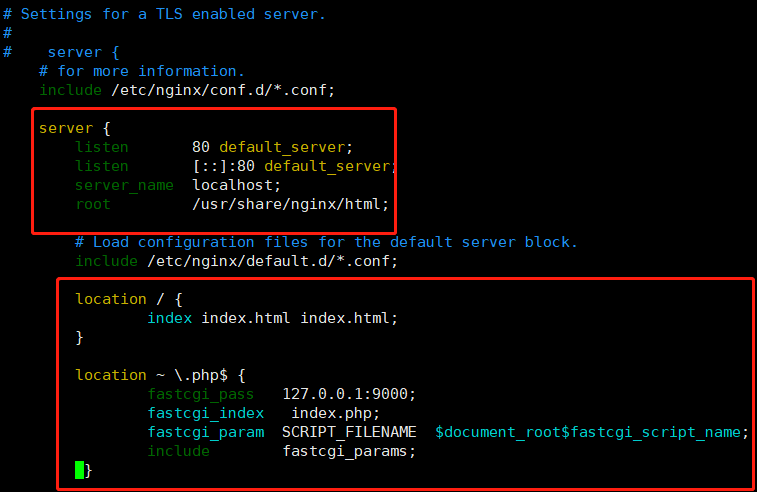 # Settings for a TLS enabled server.
#
#    server {
# for more information.
include /etc/nginx/conf.d/*.conf;
server {
listen       80 default_server;
listen       [::]:80 default_server;
server_name  localhost;
root         /usr/share/nginx/html;
# Load configuration files for the default server block.
include /etc/nginx/default.d/*.conf;
location / {
index index.html index.html;
}
location ~ \.php$ {
fastcgi_pass   127.0.0.1:9000;
fastcgi_index   index.php;
fastcgi_param  SCRIPT_FILENAME  $document_root$fastcgi_script_name;
include        fastcgi_params;
}